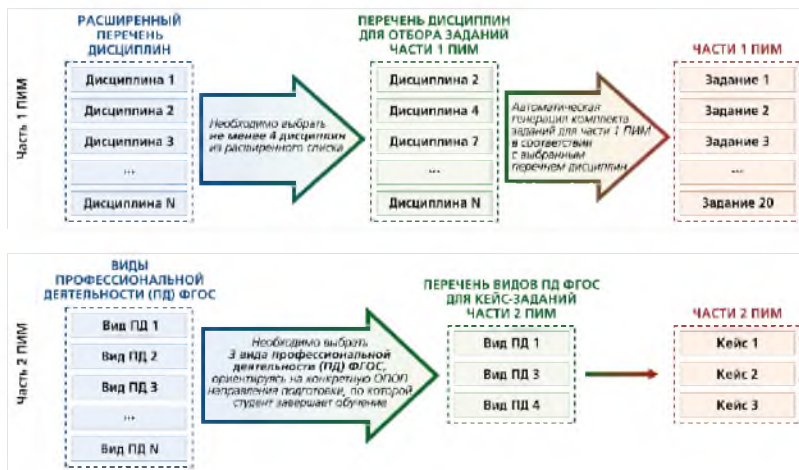 Часть 1 ПИМ
РАСШИРЕННЫЙ
ПЕРЕЧЕНЬ
ДИСЦИПЛИН
Дисциплина 1
Дисциплина 2
Дисциплина 3
...
Дисциплина N
Необходимо выбрать
не менее 4 дисциплин
из расширенного списка
ПЕРЕЧЕНЬ ДИСЦИПЛИН
ДЛЯ ОТБОРА ЗАДАНИЙ
ЧАСТИ 1 ПИМ
Дисциплина 2
Дисциплина 4
Дисциплина 7
...
Дисциплина N
Автоматическая
генерация комплекта
заданий для части 1 ПИМ
в соответствии
с выбранным
перечнем дисциплин
ЧАСТИ 1 ПИМ
Задание 1
Задание 2
Задание 3
...
Задание 20
Часть 2 ПИМ
ВИДЫ
ПРОФЕССИОНАЛЬНОЙ
ДЕЯТЕЛЬНОСТИ (ПД) ФГОС
Вид ПД 1
Вид ПД 2
Вид ПД 3
...
Вид ПД N
Необходимо выбрать
3 вида профессиональной
деятельности (ПД) ФГОС,
ориентируясь на конкретную ОПОП
направления подготовки, по которой
студент завершает обучение
ПЕРЕЧЕНЬ ВИДОВ ПД ФГОС
ДЛЯ КЕЙС-ЗАДАНИЙ
ЧАСТИ 2 ПИМ
Вид ПД 1
Вид ПД 3
Вид ПД 4
ЧАСТИ 2 ПИМ
Кейс 1
Кейс 2
Кейс 3